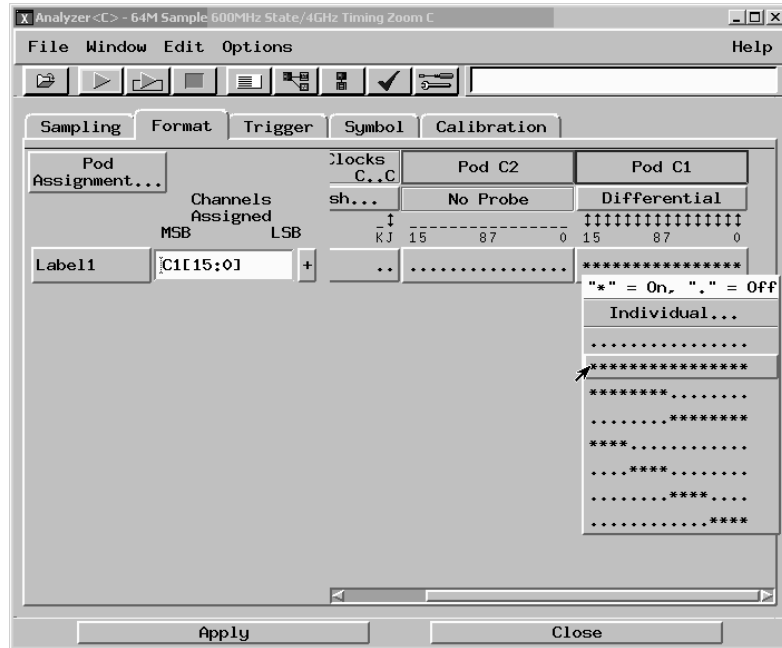 Analyzer<C> - 64M Sample 600MHz State/4GHz Timing Zoom C
File Window Edit Options Help
Sampling Format Trigger Symbol Calibration
Pod Assignment...
Channels Assigned
MSB LSB
Clocks C..C
Pod C2 Pod C1
sh... No Probe Differential
KJ 15 87 0 15 87 0
Label1 C1[15:0] + .. ................ ****************
"*" = On, "." = Off
Individual...
................
****************
********........
........********
****............
....****........
........****....
............****
Apply Close